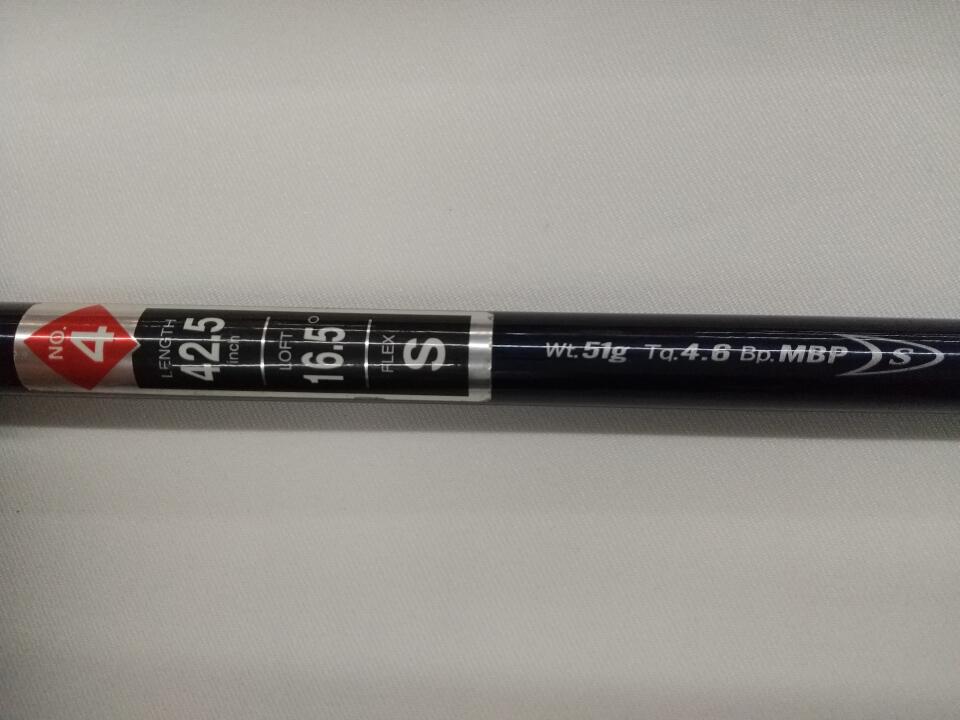 NO.
4
LENGTH
42.5
inch
LOFT
16.5°
FLEX
S
Wt.51g Tq.4.6 Bp.MBP S